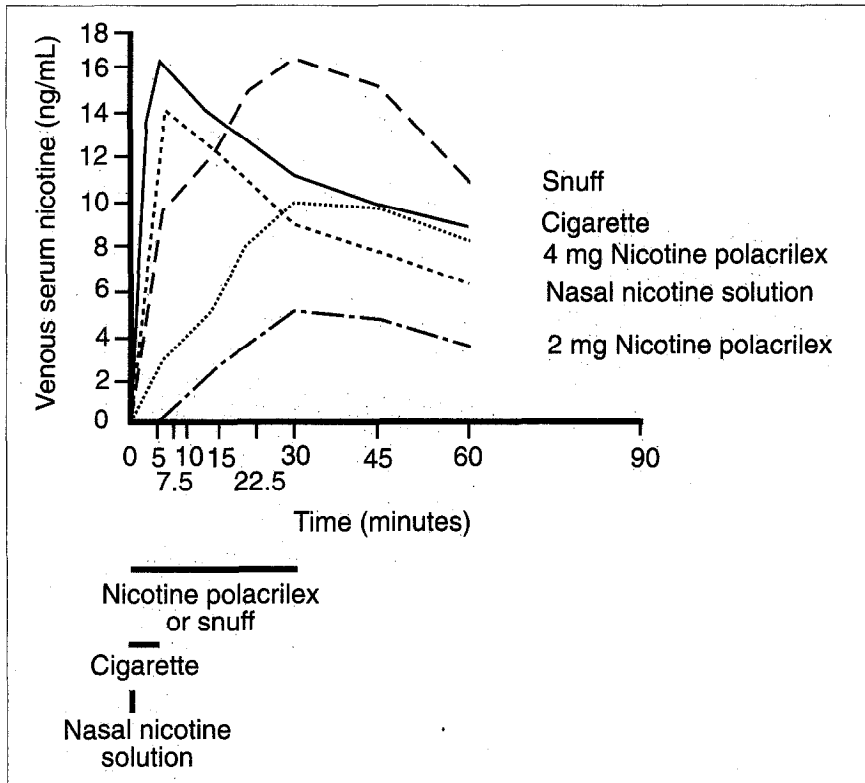 Venous serum nicotine (ng/mL)
18
16
14
12
10
8
6
4
2
0
0 5 10 15 30 45 60 90
7.5 22.5
Time (minutes)
Snuff
Cigarette
4 mg Nicotine polacrilex
Nasal nicotine solution
2 mg Nicotine polacrilex
Nicotine polacrilex
or snuff
Cigarette
Nasal nicotine
solution